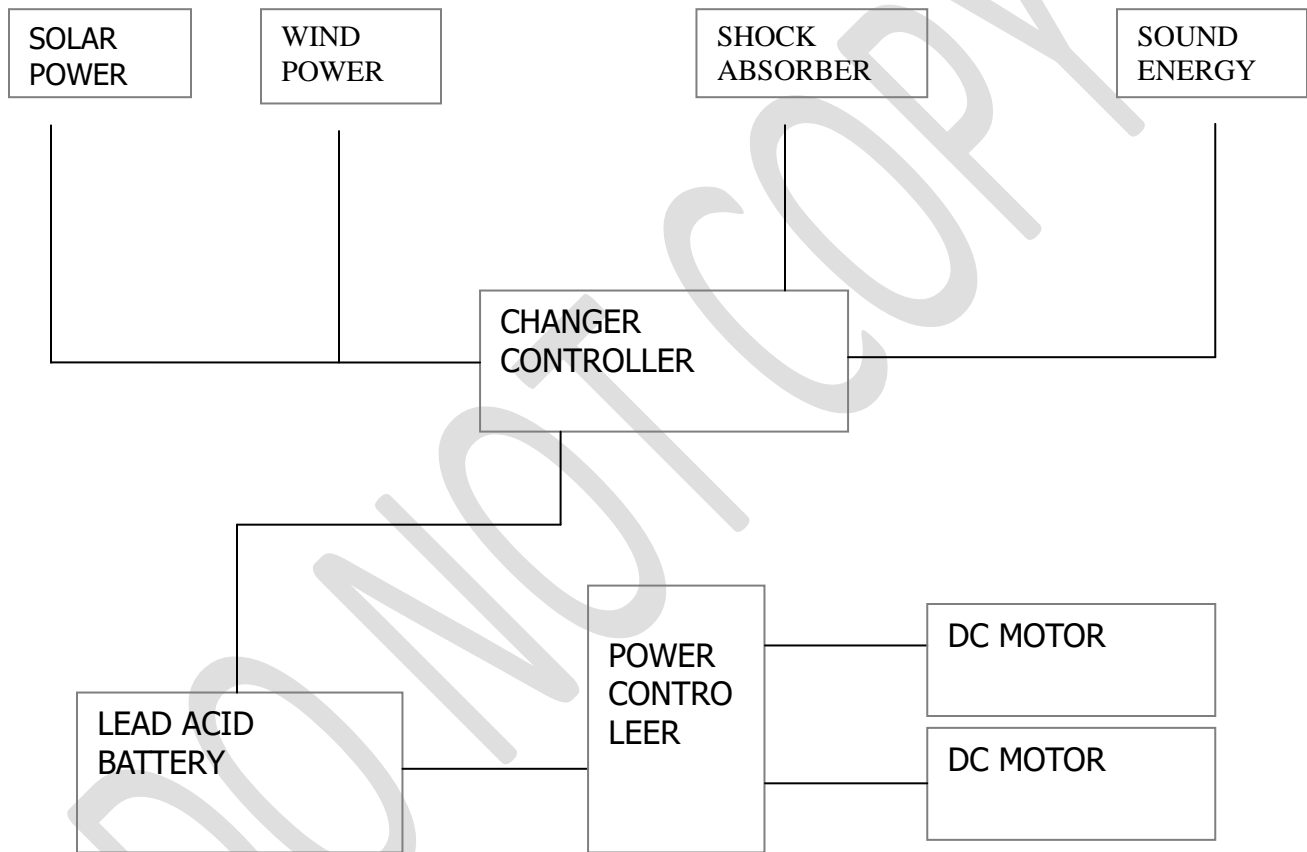 SOLAR
POWER
WIND
POWER
SHOCK
ABSORBER
SOUND
ENERGY
CHANGER
CONTROLLER
LEAD ACID
BATTERY
POWER
CONTRO
LEER
DC MOTOR
DC MOTOR
DO NOT COPY